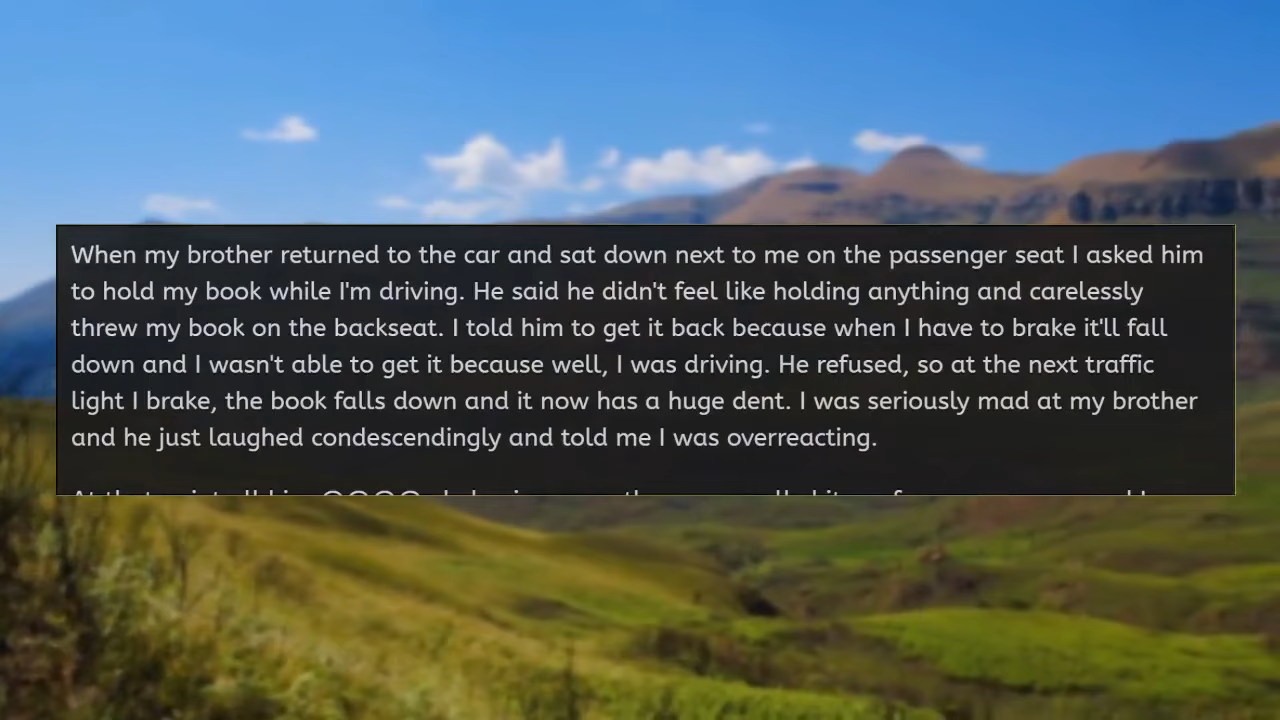 When my brother returned to the car and sat down next to me on the passenger seat I asked him
to hold my book while I'm driving. He said he didn't feel like holding anything and carelessly
threw my book on the backseat. I told him to get it back because when I have to brake it'll fall
down and I wasn't able to get it because well, I was driving. He refused, so at the next traffic
light I brake, the book falls down and it now has a huge dent. I was seriously mad at my brother
and he just laughed condescendingly and told me I was overreacting.